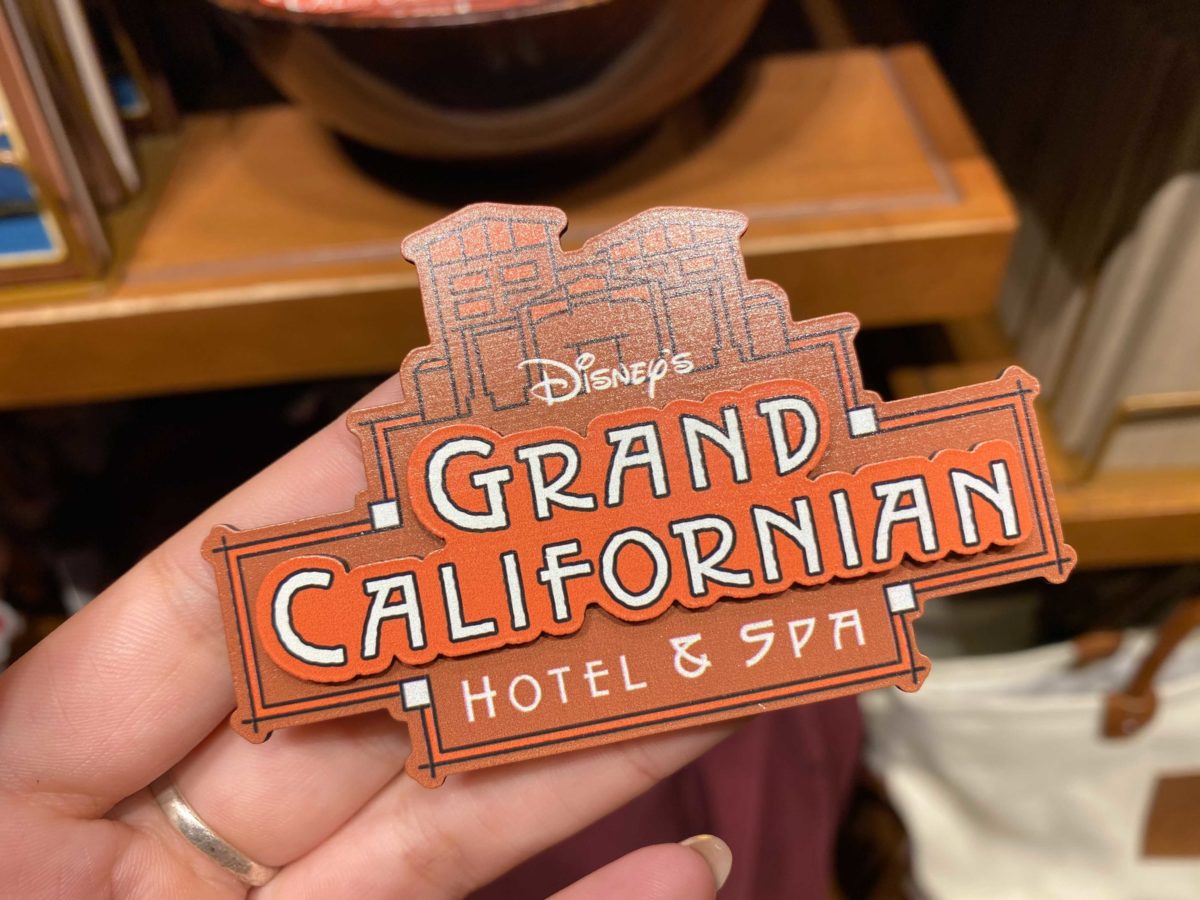 Disney's
GRAND
CALIFORNIAN
HOTEL & SPA